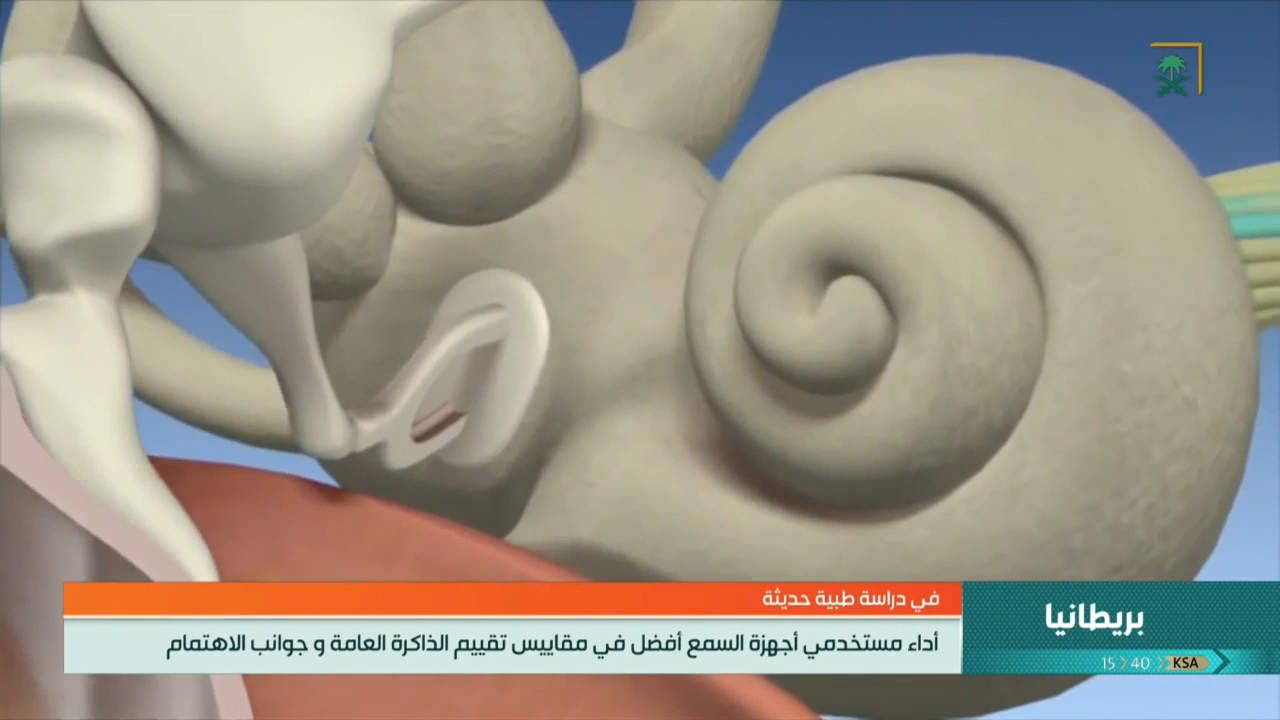 في دراسة طبية حديثة
بريطانيا
أداء مستخدمي أجهزة السمع أفضل في مقاييس تقييم الذاكرة العامة و جوانب الاهتمام
15 40 KSA